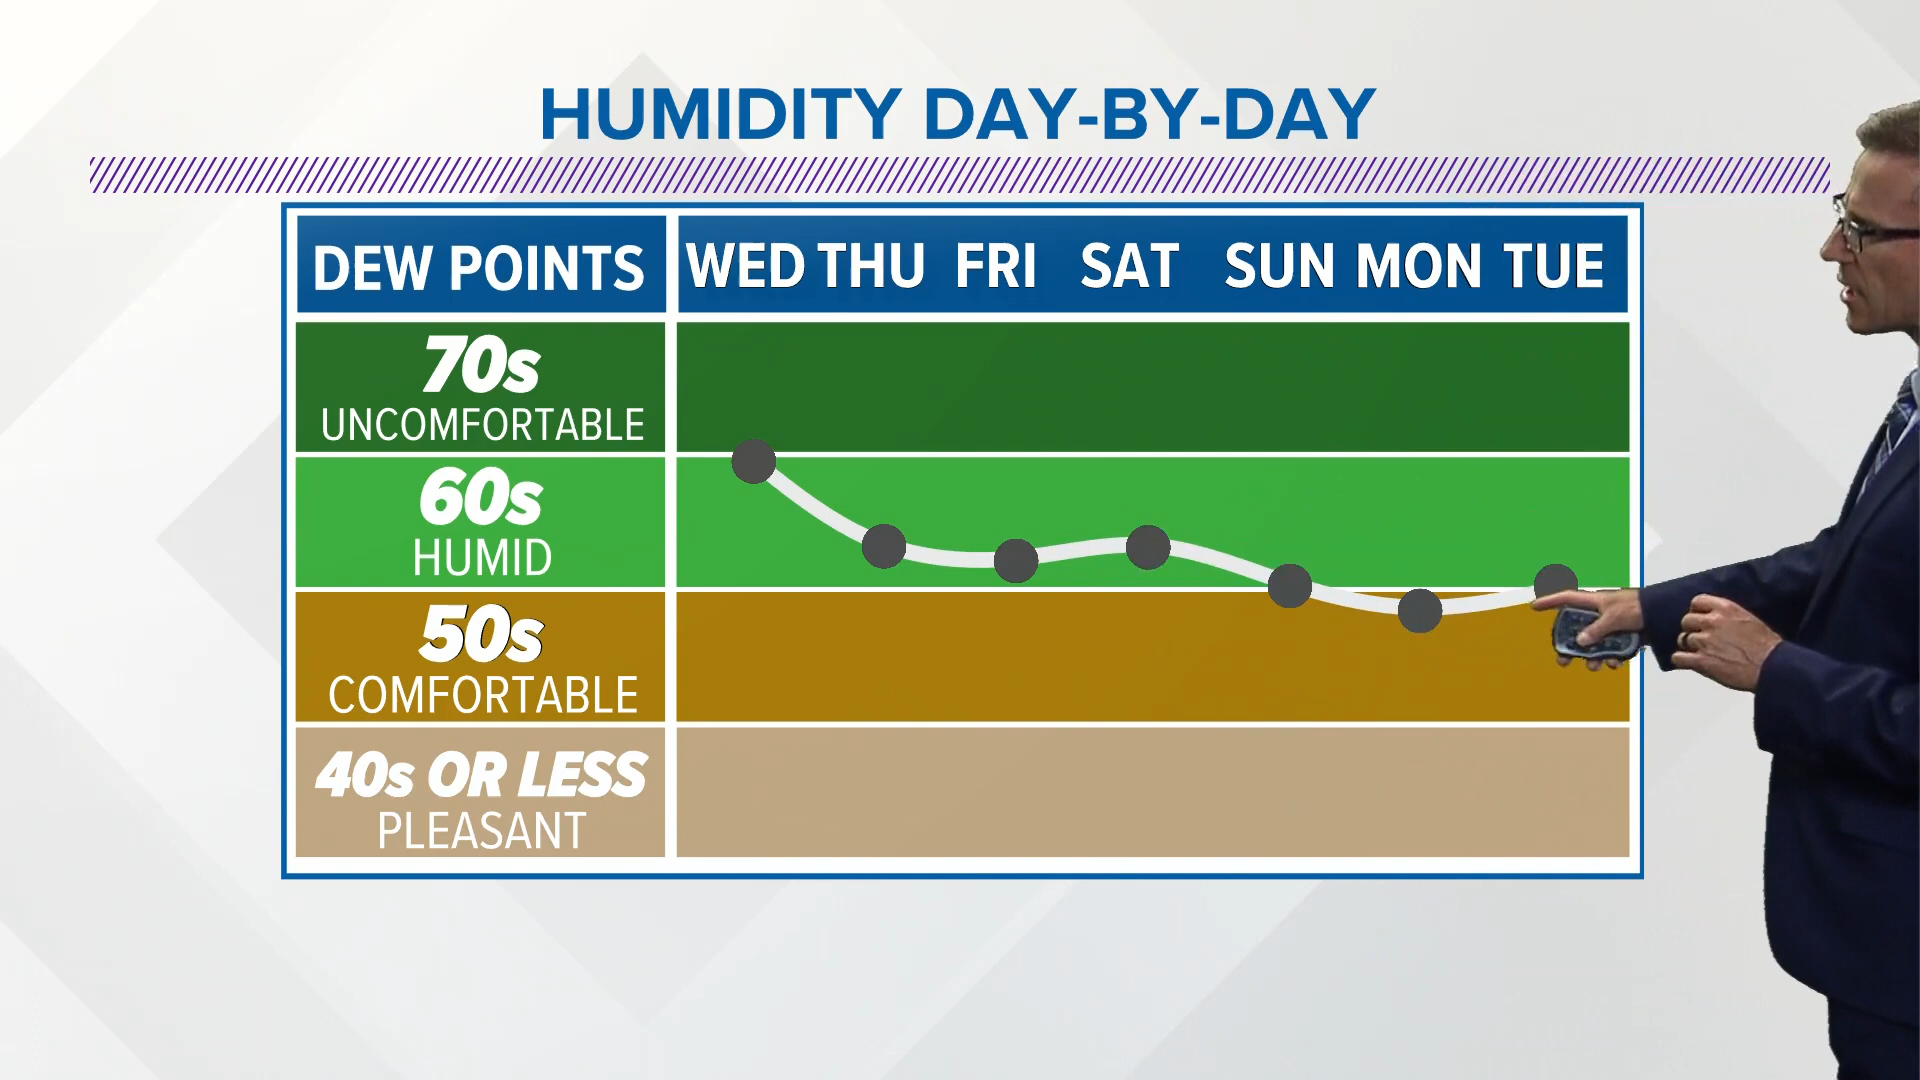 HUMIDITY DAY-BY-DAY
DEW POINTS WED THU FRI SAT SUN MON TUE
70s
UNCOMFORTABLE
60s
HUMID
50s
COMFORTABLE
40s OR LESS
PLEASANT